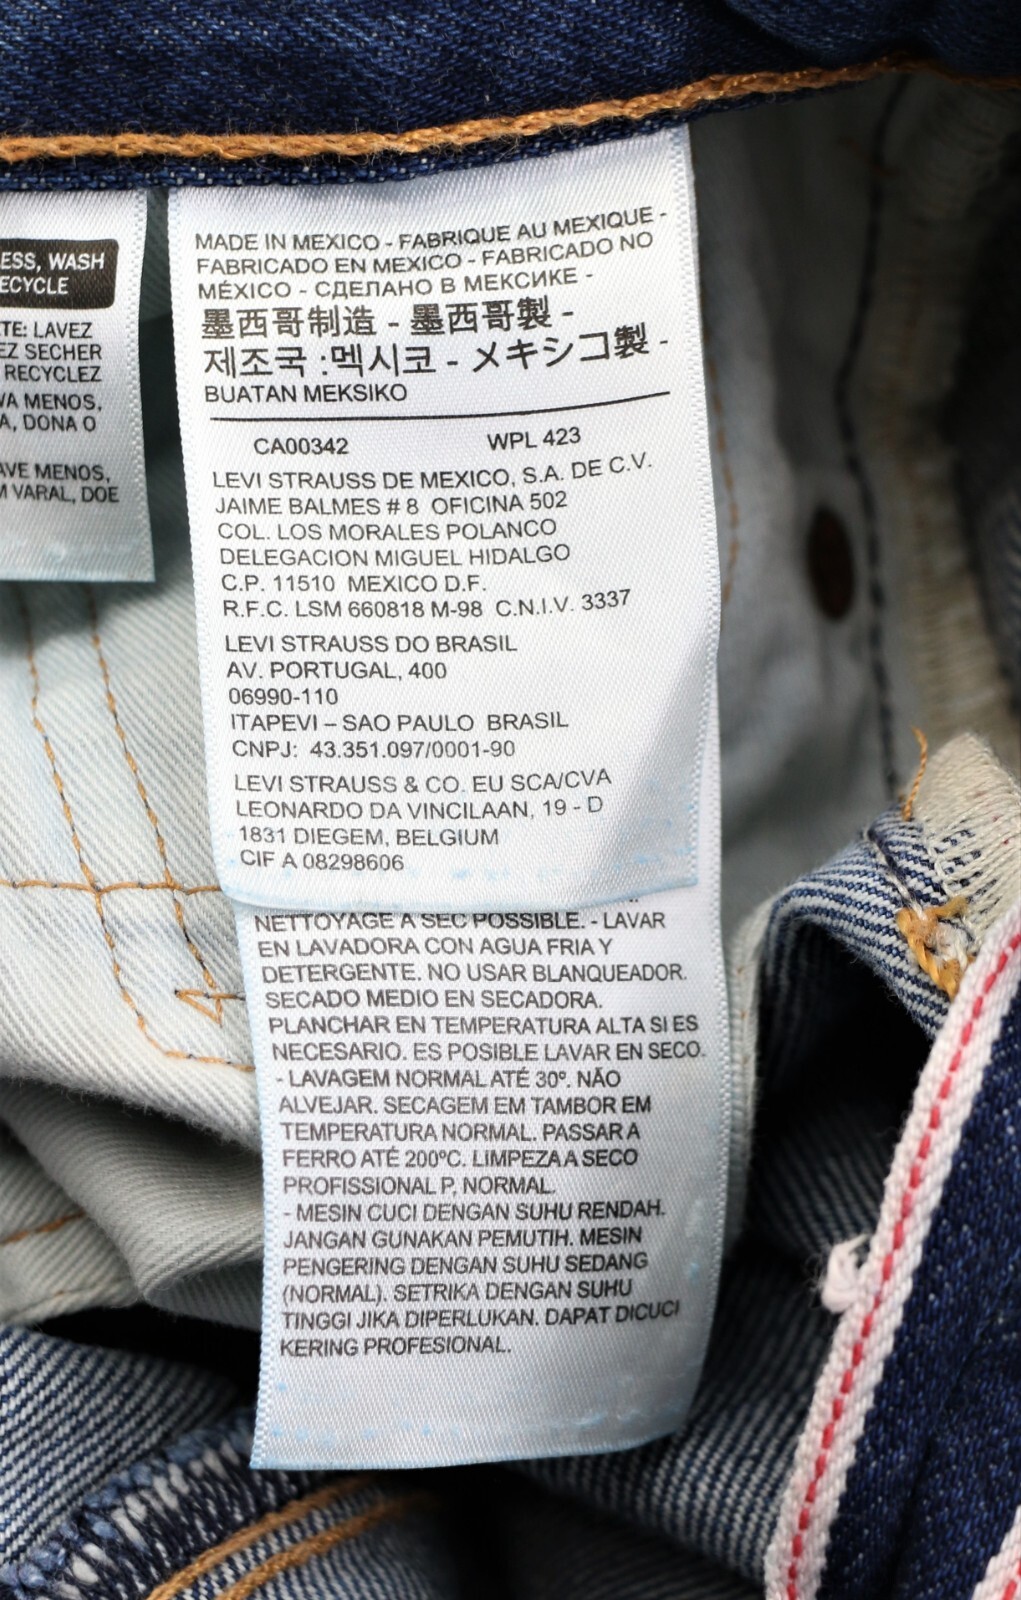 ESS, WASH
ECYCLE
TE: LAVEZ
EZ SECHER
RECYCLEZ
VA MENOS,
A, DONA O
AVE MENOS,
M VARAL, DOE
MADE IN MEXICO - FABRIQUE AU MEXIQUE -
FABRICADO EN MEXICO - FABRICADO NO
MÉXICO - СДЕЛАНО В МЕКСИКЕ -
墨西哥制造 - 墨西哥製 -
제조국 :멕시코 - メキシコ製 -
BUATAN MEKSIKO
CA00342 WPL 423
LEVI STRAUSS DE MEXICO, S.A. DE C.V.
JAIME BALMES # 8 OFICINA 502
COL. LOS MORALES POLANCO
DELEGACION MIGUEL HIDALGO
C.P. 11510 MEXICO D.F.
R.F.C. LSM 660818 M-98 C.N.I.V. 3337
LEVI STRAUSS DO BRASIL
AV. PORTUGAL, 400
06990-110
ITAPEVI – SAO PAULO BRASIL
CNPJ: 43.351.097/0001-90
LEVI STRAUSS & CO. EU SCA/CVA
LEONARDO DA VINCILAAN, 19 - D
1831 DIEGEM, BELGIUM
CIF A 08298606
NETTOYAGE A SEC POSSIBLE. - LAVAR
EN LAVADORA CON AGUA FRIA Y
DETERGENTE. NO USAR BLANQUEADOR.
SECADO MEDIO EN SECADORA.
PLANCHAR EN TEMPERATURA ALTA SI ES
NECESARIO. ES POSIBLE LAVAR EN SECO.
- LAVAGEM NORMAL ATÉ 30º. NÃO
ALVEJAR. SECAGEM EM TAMBOR EM
TEMPERATURA NORMAL. PASSAR A
FERRO ATÉ 200ºC. LIMPEZA A SECO
PROFISSIONAL P, NORMAL.
- MESIN CUCI DENGAN SUHU RENDAH.
JANGAN GUNAKAN PEMUTIH. MESIN
PENGERING DENGAN SUHU SEDANG
(NORMAL). SETRIKA DENGAN SUHU
TINGGI JIKA DIPERLUKAN. DAPAT DICUCI
KERING PROFESIONAL.